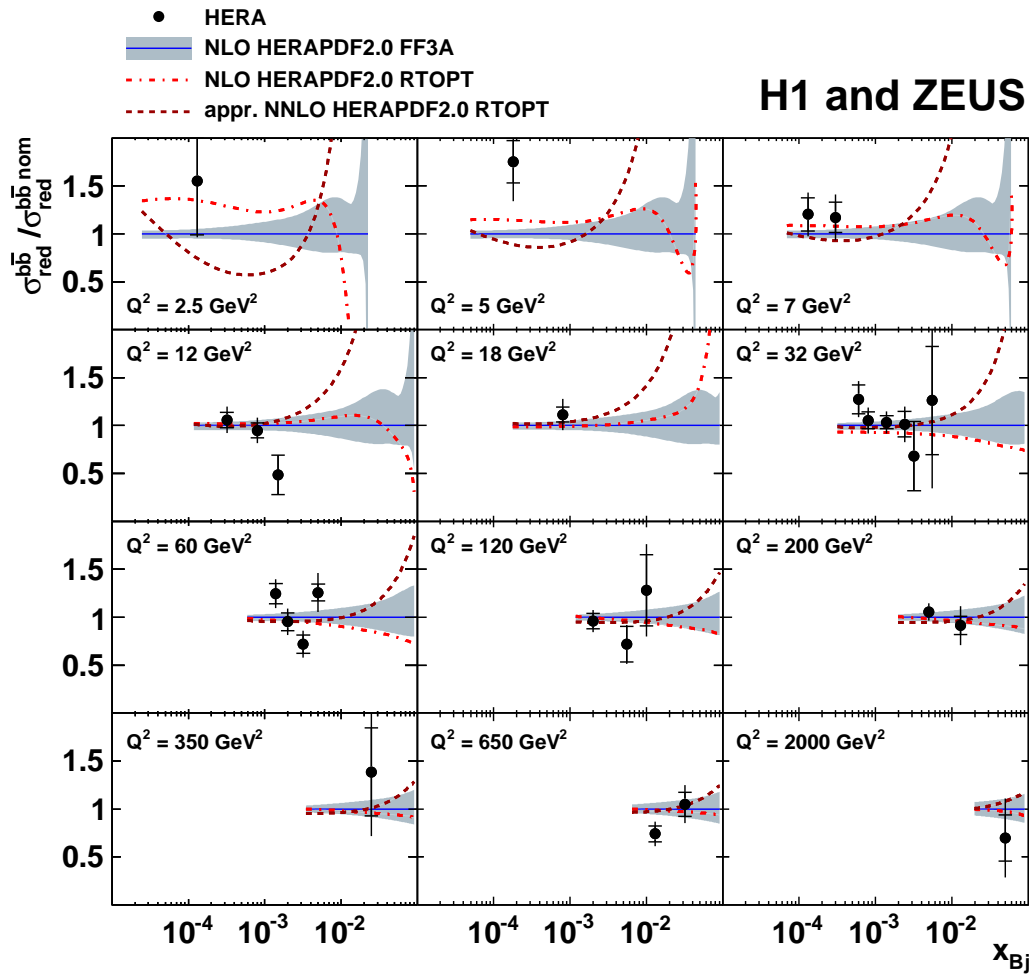 HERA
NLO HERAPDF2.0 FF3A
NLO HERAPDF2.0 RTOPT
appr. NNLO HERAPDF2.0 RTOPT
H1 and ZEUS
σ_red^{bb̄} / σ_red^{bb̄ nom}
1.5
1
0.5
Q² = 2.5 GeV²
Q² = 5 GeV²
Q² = 7 GeV²
1.5
1
0.5
Q² = 12 GeV²
Q² = 18 GeV²
Q² = 32 GeV²
1.5
1
0.5
Q² = 60 GeV²
Q² = 120 GeV²
Q² = 200 GeV²
1.5
1
0.5
Q² = 350 GeV²
Q² = 650 GeV²
Q² = 2000 GeV²
10⁻⁴ 10⁻³ 10⁻² 10⁻⁴ 10⁻³ 10⁻² 10⁻⁴ 10⁻³ 10⁻²
x_Bj